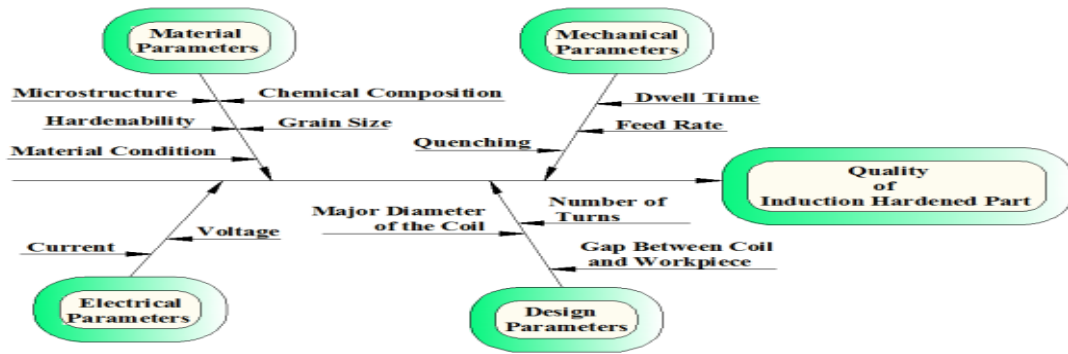 Material
Parameters
Mechanical
Parameters
Microstructure
Chemical Composition
Dwell Time
Hardenability
Grain Size
Feed Rate
Material Condition
Quenching
Quality
of
Induction Hardened Part
Major Diameter
of the Coil
Number of
Turns
Current
Voltage
Gap Between Coil
and Workpiece
Electrical
Parameters
Design
Parameters